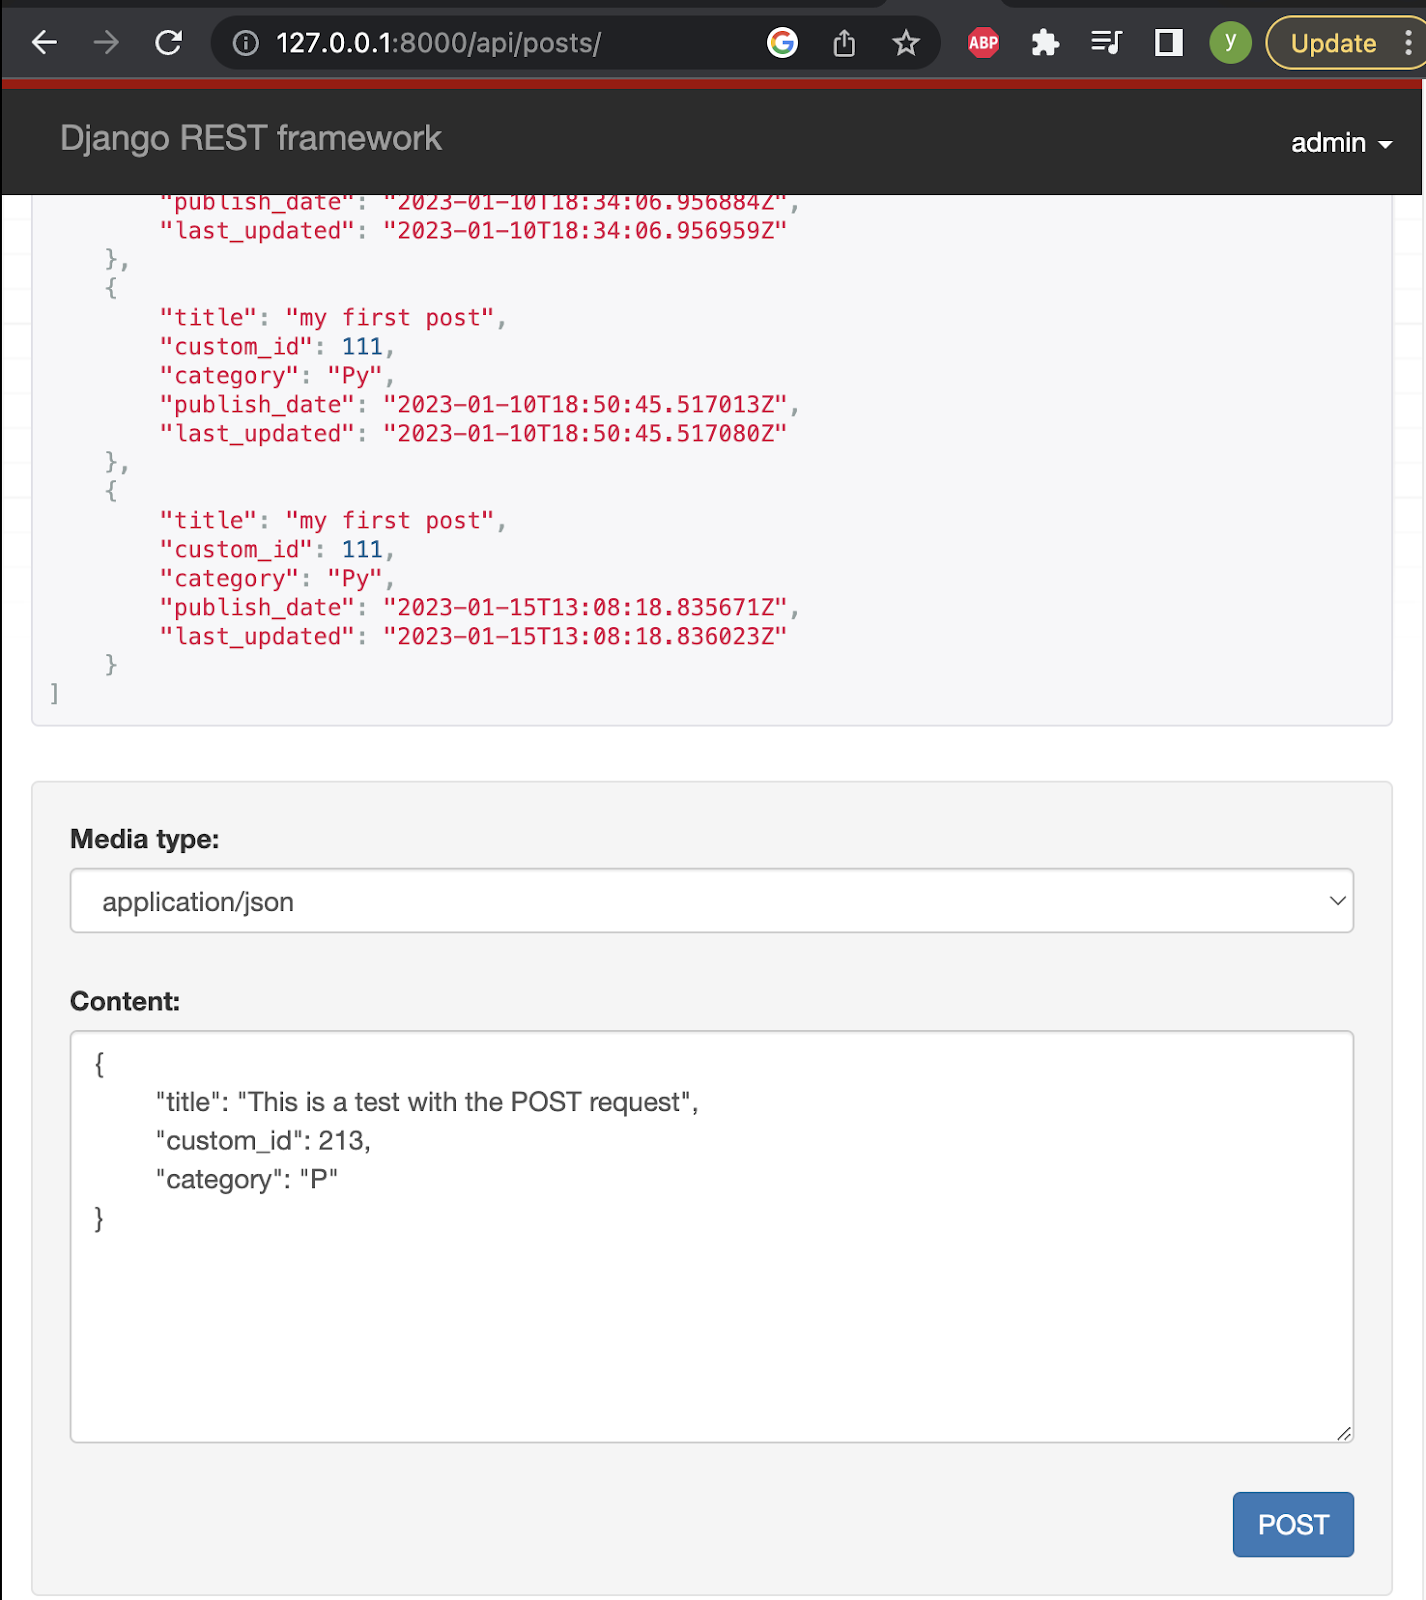 127.0.0.1:8000/api/posts/
ABP
y
Update
Django REST framework
admin
"publish_date": "2023-01-10T18:34:06.956884Z",
"last_updated": "2023-01-10T18:34:06.956959Z"
},
{
"title": "my first post",
"custom_id": 111,
"category": "Py",
"publish_date": "2023-01-10T18:50:45.517013Z",
"last_updated": "2023-01-10T18:50:45.517080Z"
},
{
"title": "my first post",
"custom_id": 111,
"category": "Py",
"publish_date": "2023-01-15T13:08:18.835671Z",
"last_updated": "2023-01-15T13:08:18.836023Z"
}
]
Media type:
application/json
Content:
{
"title": "This is a test with the POST request",
"custom_id": 213,
"category": "P"
}
POST